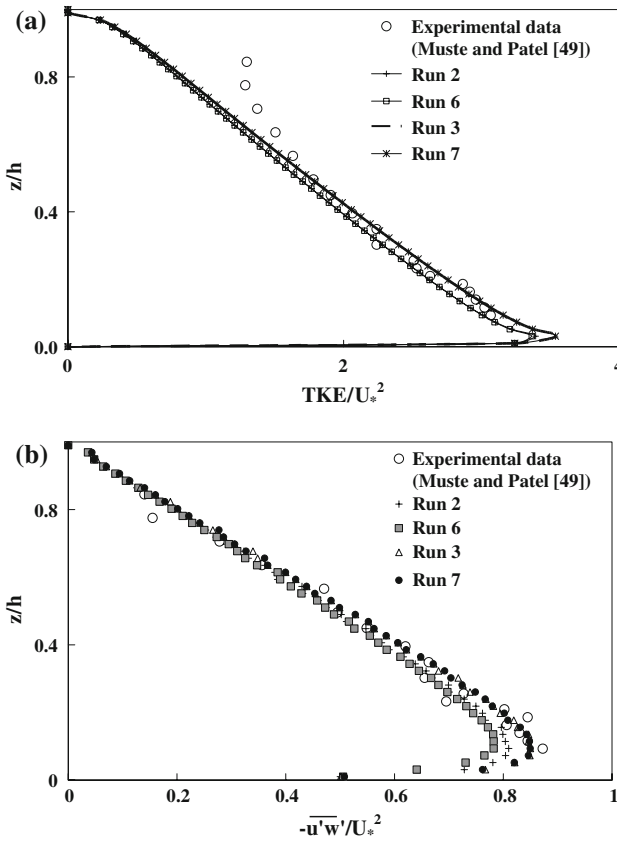 (a)
Experimental data
(Muste and Patel [49])
Run 2
Run 6
Run 3
Run 7
z/h
0.8
0.4
0.0
0
2
4
TKE/U*²
(b)
Experimental data
(Muste and Patel [49])
Run 2
Run 6
Run 3
Run 7
z/h
0.8
0.4
0
0
0.2
0.4
0.6
0.8
1
-u'w'/U*²